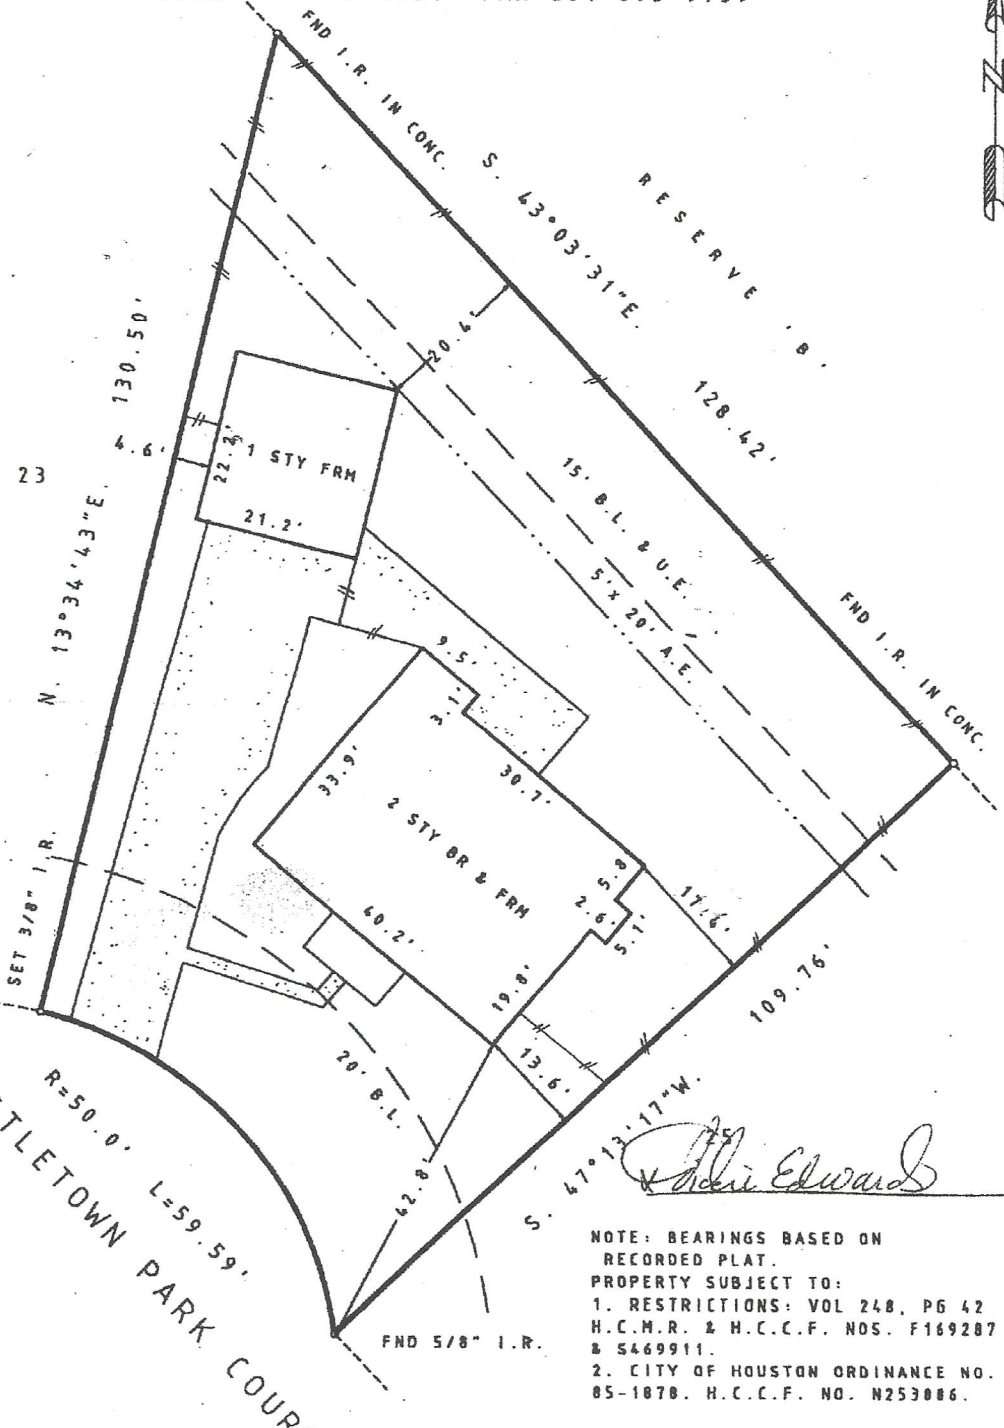 FND I.R. IN CONC.
S. 43°03'31"E.
RESERVE 'B'
128.42'
130.50'
N. 13°34'43"E.
20.4'
4.6'
22.2'
1 STY FRM
21.2'
23
15' B.L. & U.E.
5' X 20' A.E.
FND I.R. IN CONC.
9.5'
3.1'
33.9'
30.7'
2 STY BR & FRM
5.8
2.6'
5.1'
17.4'
40.2'
19.8'
13.6'
109.76'
SET 3/8" I.R.
20' B.L.
42.8'
S. 47°13'17"W.
25
R=50.0'
L=59.59'
TLETOWN PARK COUR
FND 5/8" I.R.
Edwards
N
NOTE: BEARINGS BASED ON
RECORDED PLAT.
PROPERTY SUBJECT TO:
1. RESTRICTIONS: VOL 248, PG 42
H.C.M.R. & H.C.C.F. NOS. F169287
& S469911.
2. CITY OF HOUSTON ORDINANCE NO.
85-1878. H.C.C.F. NO. N253886.